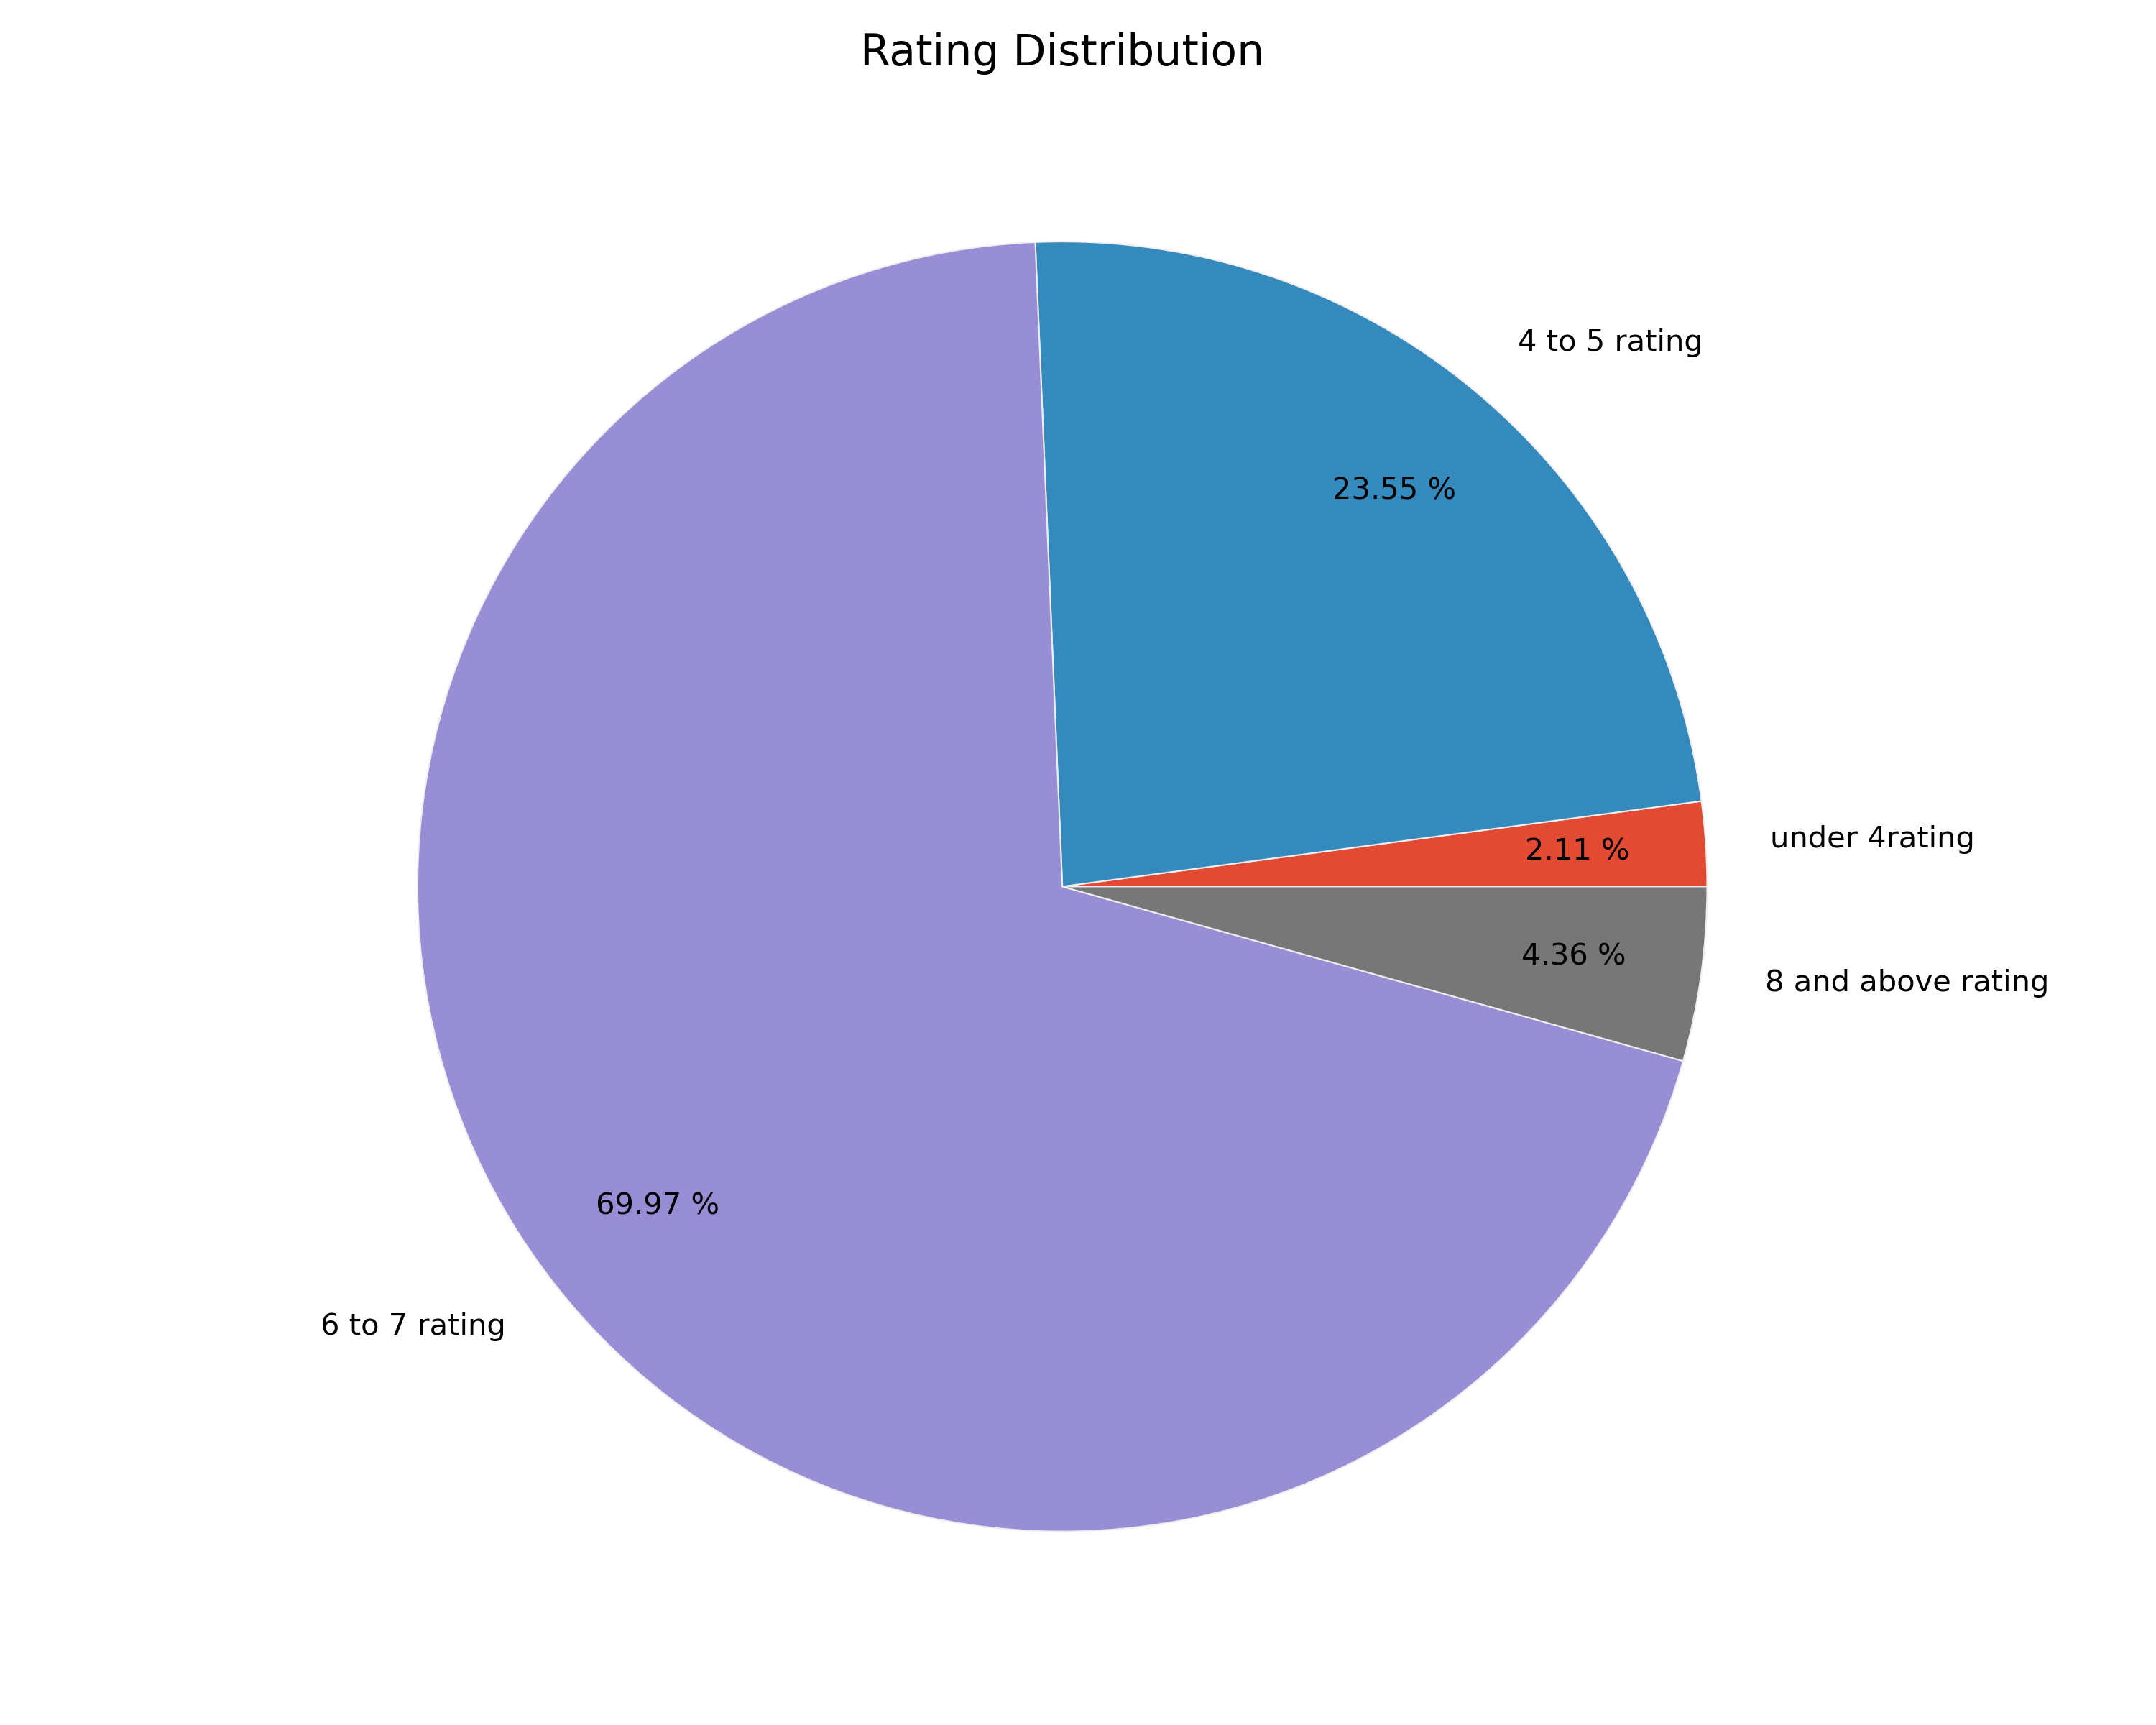 Rating Distribution
4 to 5 rating
23.55 %
under 4rating
2.11 %
4.36 %
8 and above rating
69.97 %
6 to 7 rating